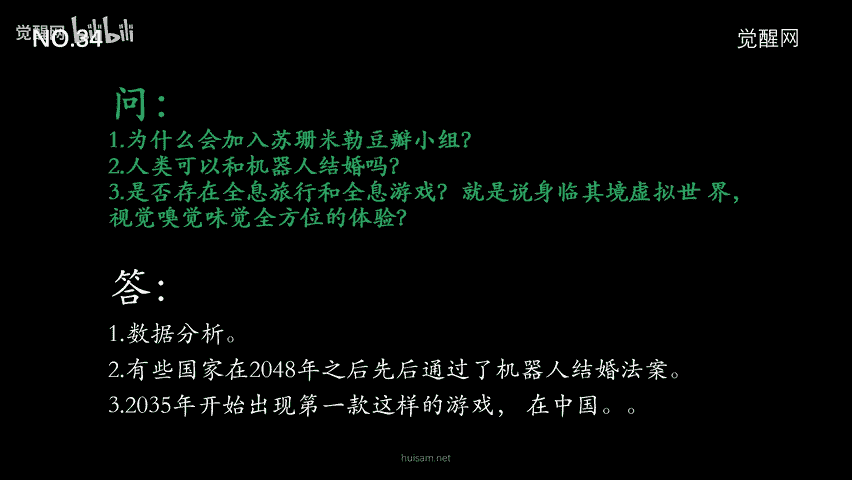 觉醒网 bilibili
NO.34
觉醒网
问：
1.为什么会加入苏珊米勒豆瓣小组？
2.人类可以和机器人结婚吗？
3.是否存在全息旅行和全息游戏？就是说身临其境虚拟世 界，
视觉嗅觉味觉全方位的体验？
答：
1.数据分析。
2.有些国家在2048年之后先后通过了机器人结婚法案。
3.2035年开始出现第一款这样的游戏， 在中国。。
huisam.net